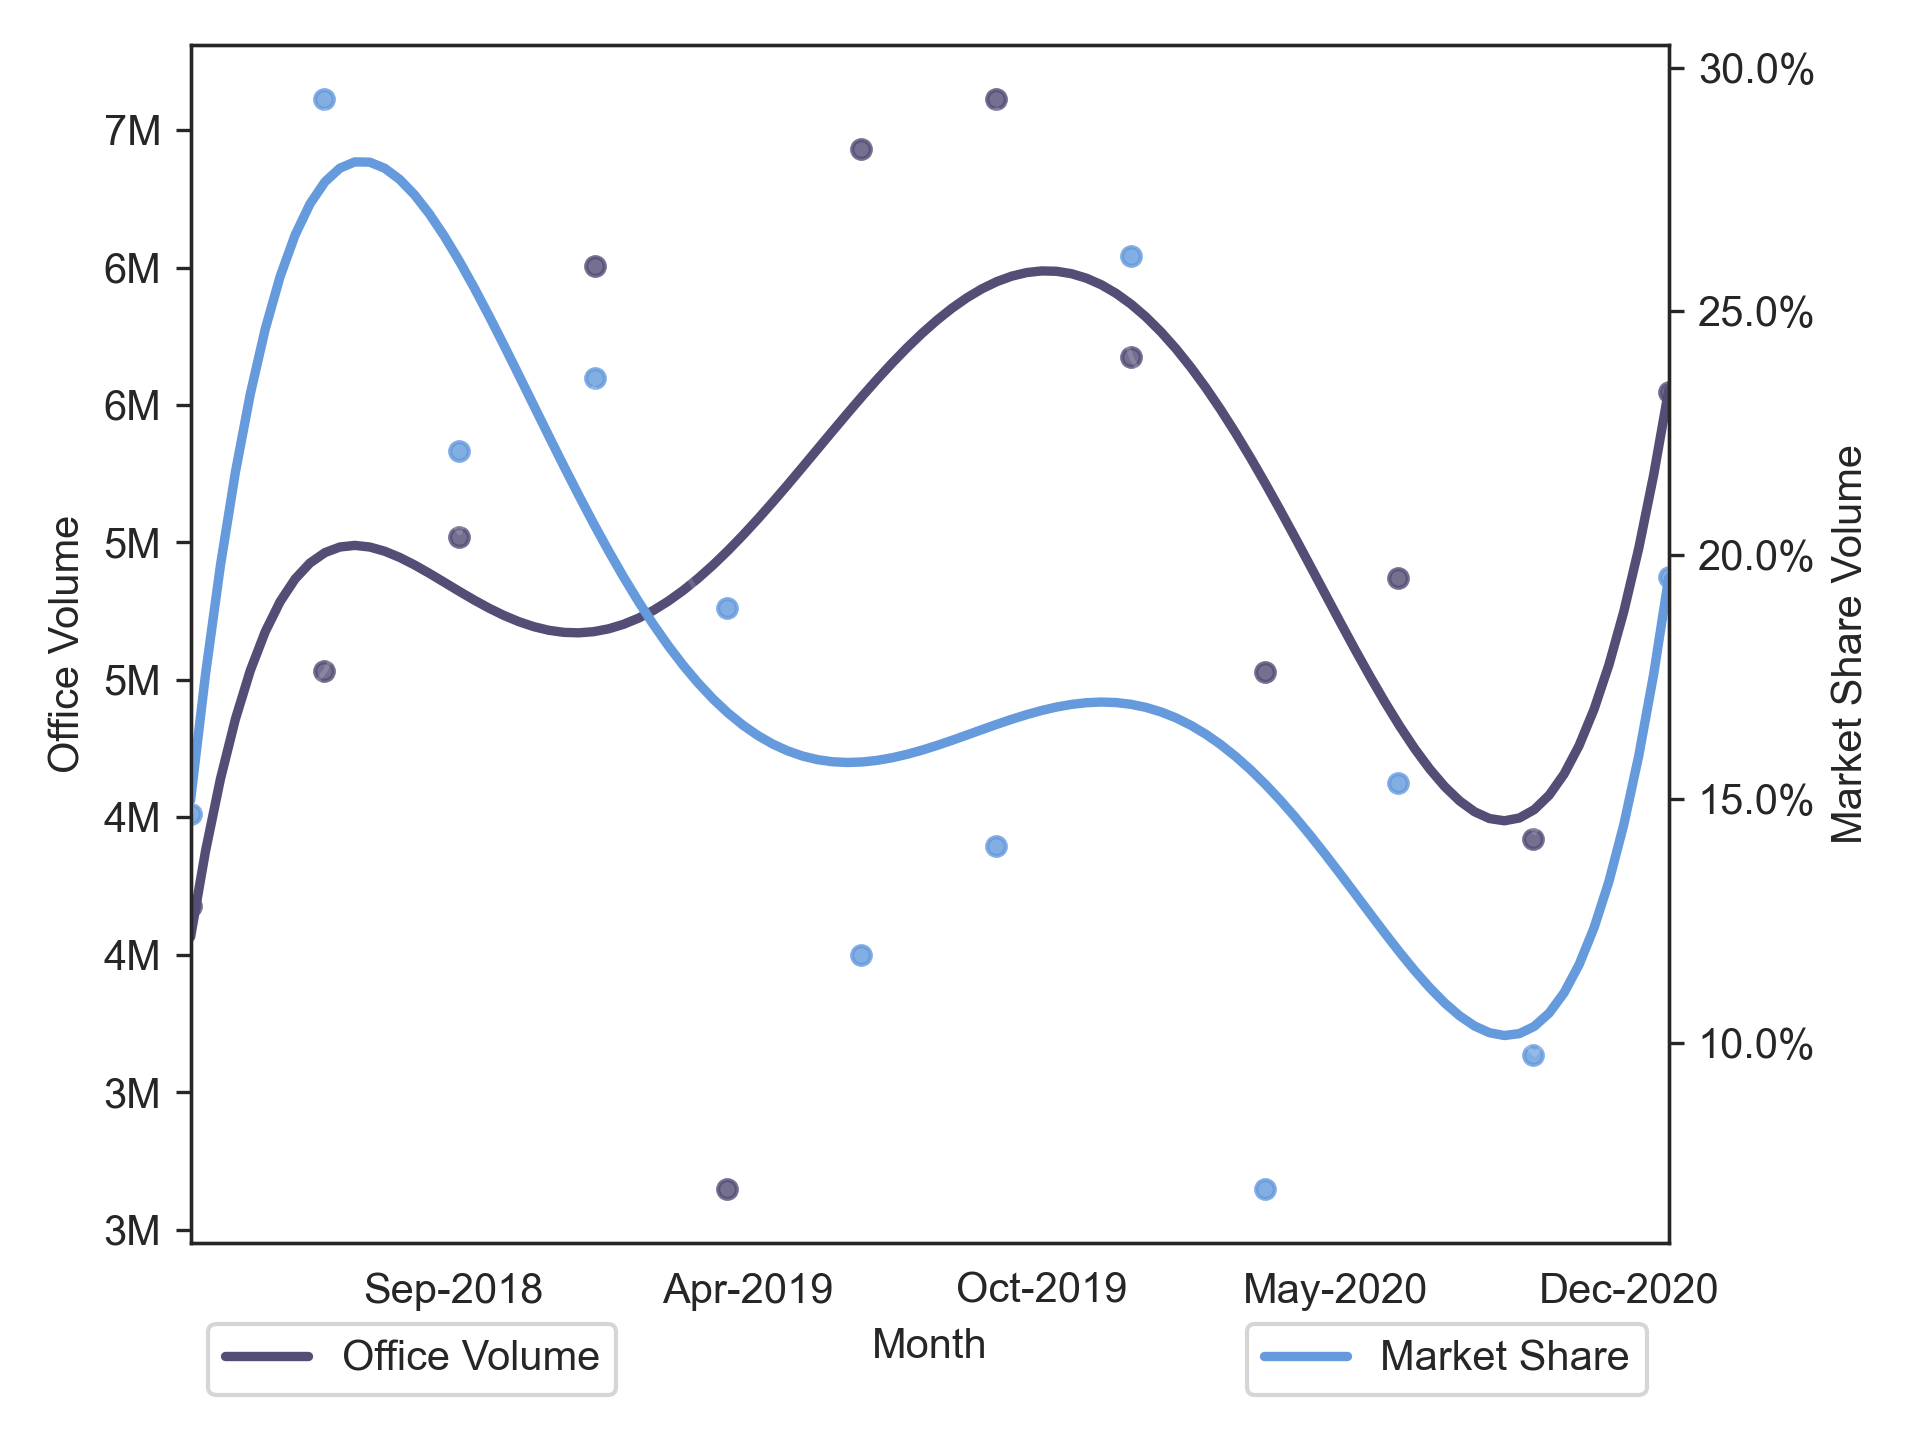 7M
6M
6M
5M
5M
4M
4M
3M
3M
Office Volume
30.0%
25.0%
20.0%
15.0%
10.0%
Market Share Volume
Sep-2018
Apr-2019
Oct-2019
May-2020
Dec-2020
Month
Office Volume
Market Share